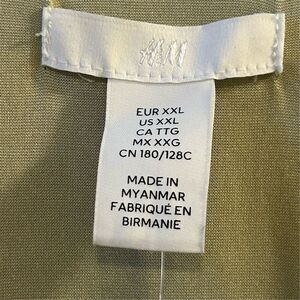 H&M
EUR XXL
US XXL
CA TTG
MX XXG
CN 180/128C
MADE IN
MYANMAR
FABRIQUÉ EN
BIRMANIE